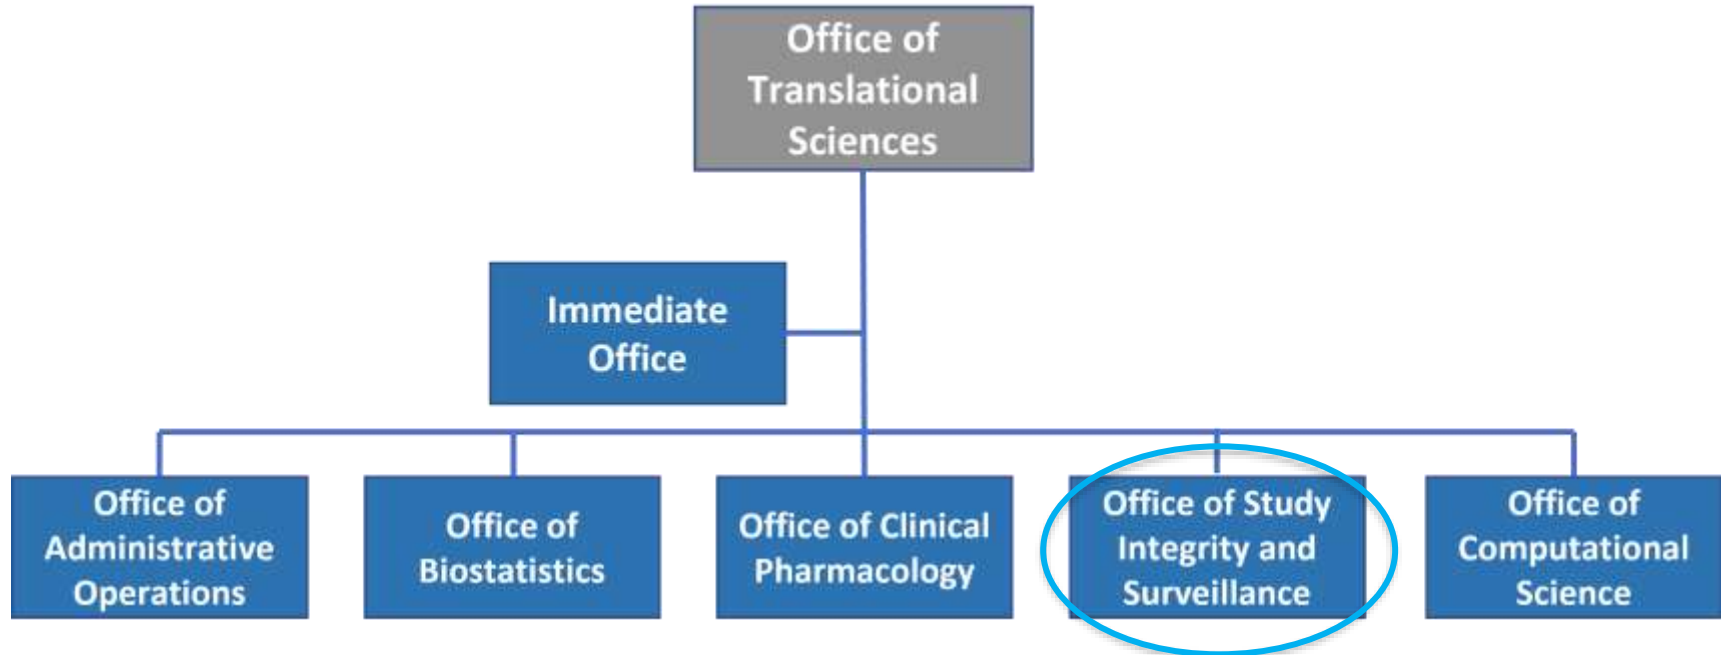 Office of
Translational
Sciences
Immediate
Office
Office of
Administrative
Operations
Office of
Biostatistics
Office of Clinical
Pharmacology
Office of Study
Integrity and
Surveillance
Office of
Computational
Science